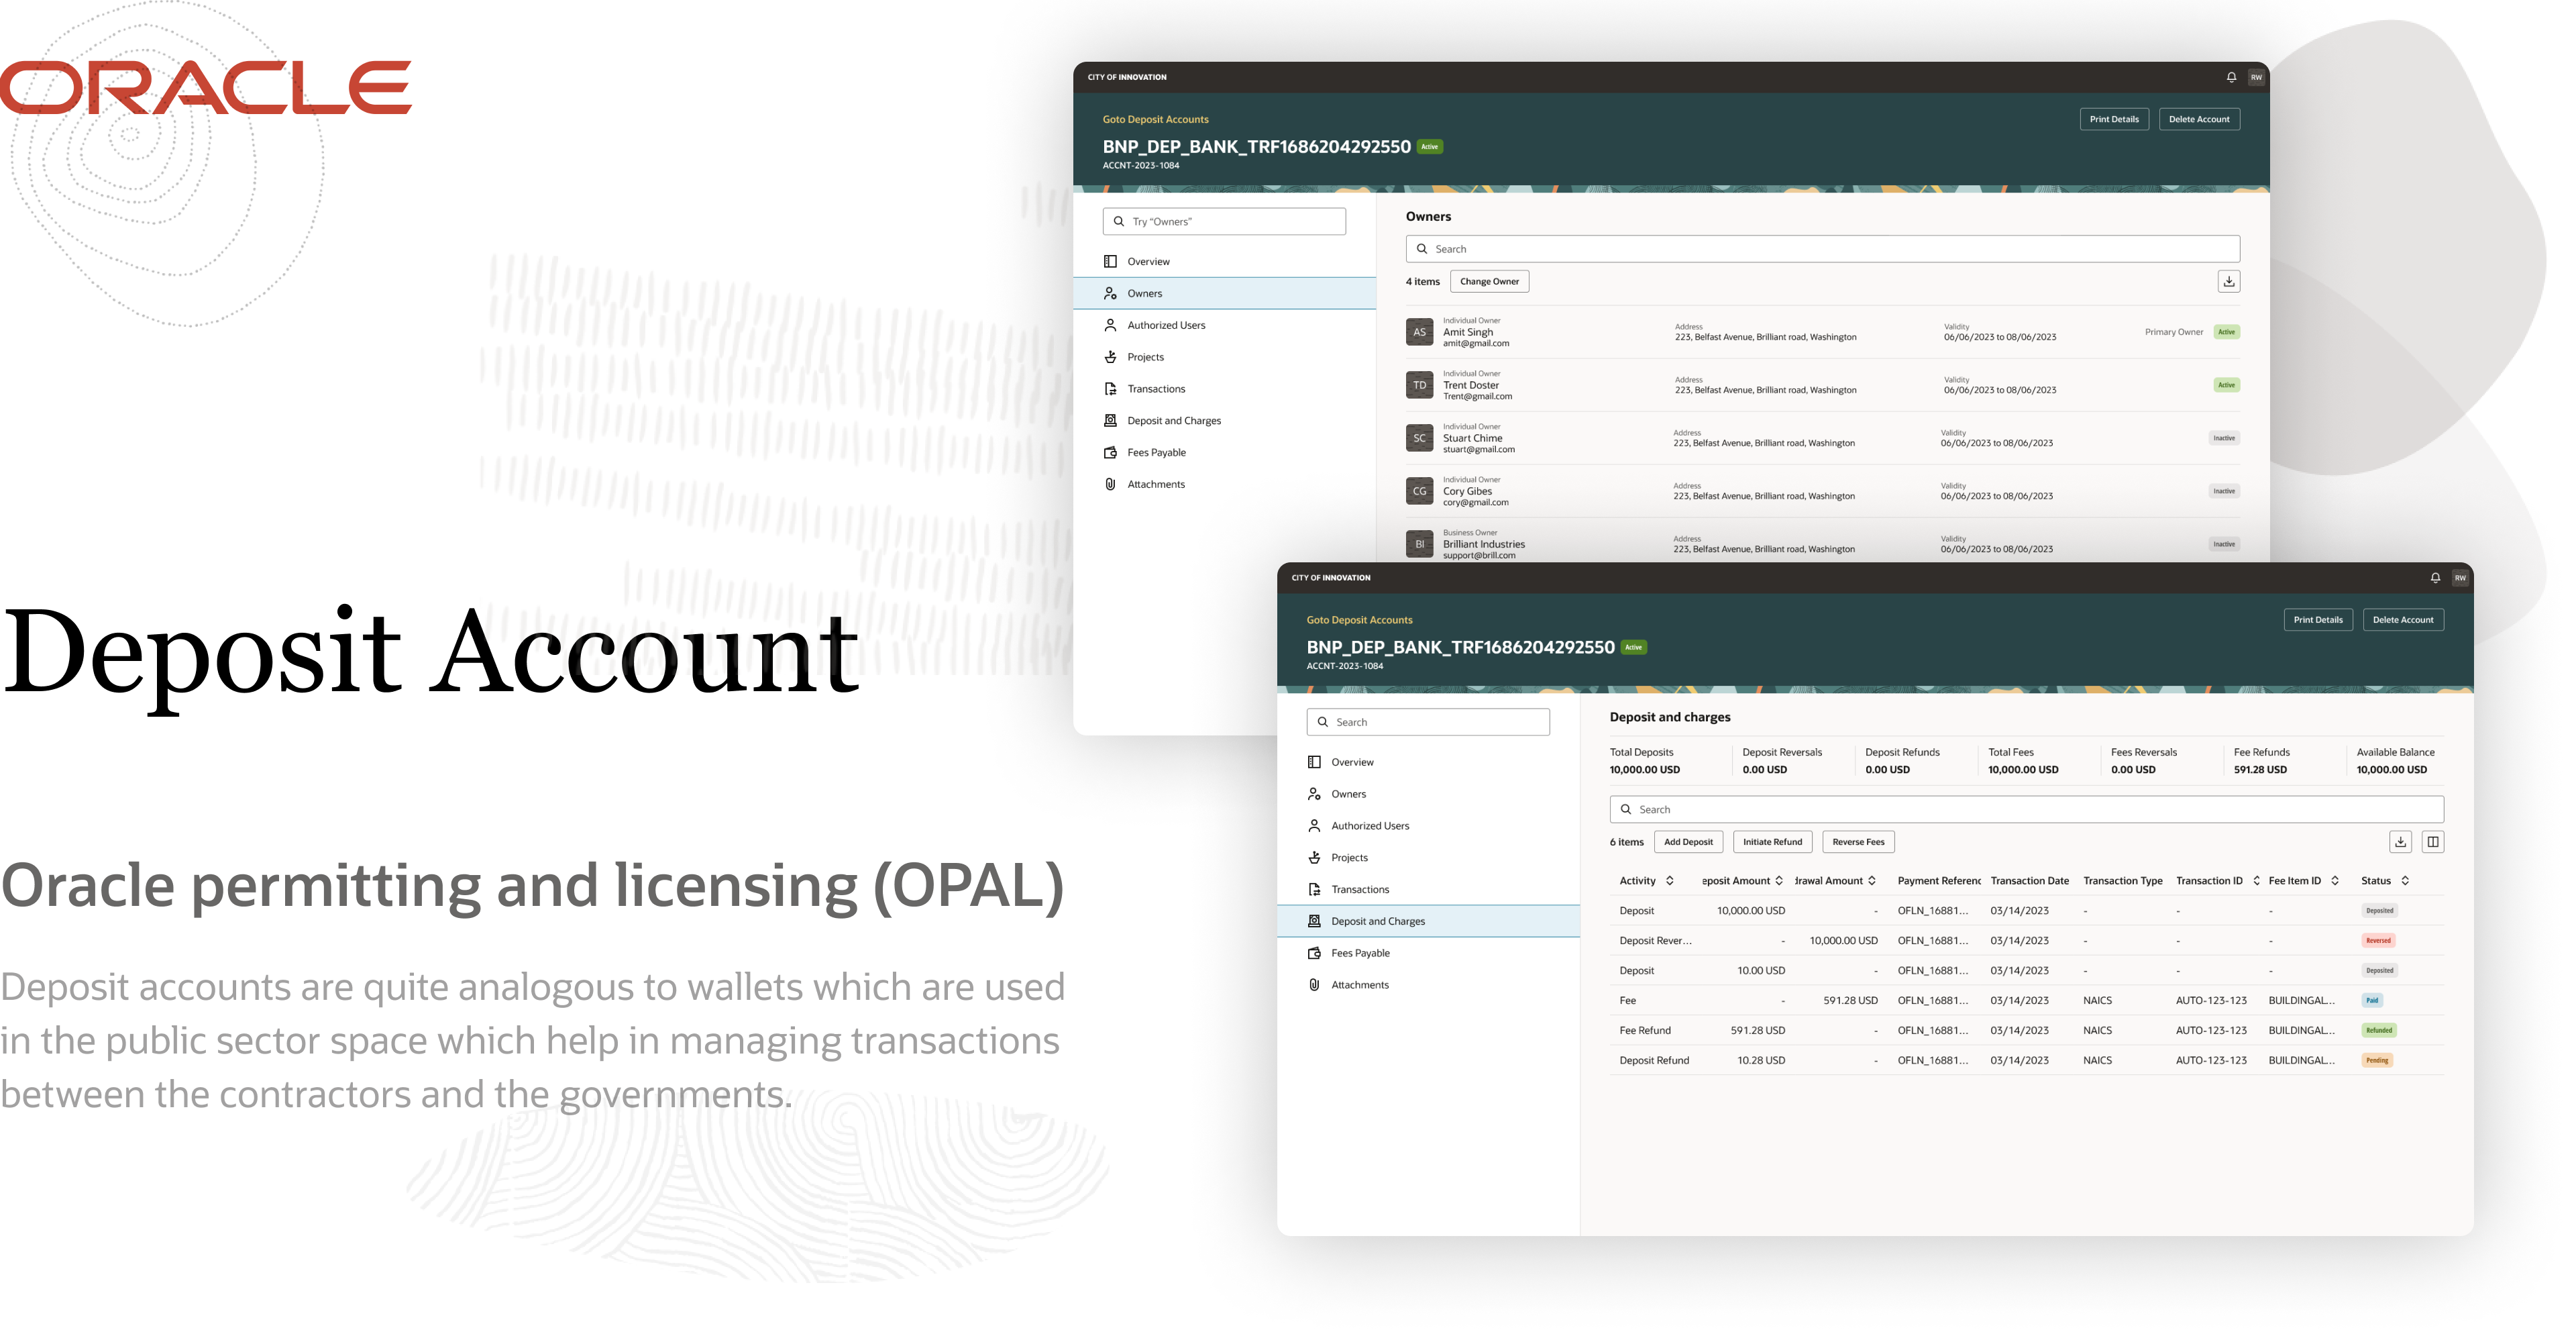 ORACLE
Deposit Account
Oracle permitting and licensing (OPAL)
Deposit accounts are quite analogous to wallets which are used
in the public sector space which help in managing transactions
between the contractors and the governments.
CITY OF INNOVATION
RW
Goto Deposit Accounts
Print Details
Delete Account
BNP_DEP_BANK_TRF1686204292550 Active
ACCNT-2023-1084
Try “Owners”
Overview
Owners
Authorized Users
Projects
Transactions
Deposit and Charges
Fees Payable
Attachments
Owners
Search
4 items Change Owner
AS Individual Owner
Amit Singh
amit@gmail.com
Address
223, Belfast Avenue, Brilliant road, Washington
Validity
06/06/2023 to 08/06/2023
Primary Owner Active
TD Individual Owner
Trent Doster
Trent@gmail.com
Address
223, Belfast Avenue, Brilliant road, Washington
Validity
06/06/2023 to 08/06/2023
Active
SC Individual Owner
Stuart Chime
stuart@gmail.com
Address
223, Belfast Avenue, Brilliant road, Washington
Validity
06/06/2023 to 08/06/2023
Inactive
CG Individual Owner
Cory Gibes
cory@gmail.com
Address
223, Belfast Avenue, Brilliant road, Washington
Validity
06/06/2023 to 08/06/2023
Inactive
BI Business Owner
Brilliant Industries
support@brill.com
Address
223, Belfast Avenue, Brilliant road, Washington
Validity
06/06/2023 to 08/06/2023
Inactive
CITY OF INNOVATION
RW
Goto Deposit Accounts
Print Details
Delete Account
BNP_DEP_BANK_TRF1686204292550 Active
ACCNT-2023-1084
Search
Overview
Owners
Authorized Users
Projects
Transactions
Deposit and Charges
Fees Payable
Attachments
Deposit and charges
Total Deposits Deposit Reversals Deposit Refunds Total Fees Fees Reversals Fee Refunds Available Balance
10,000.00 USD 0.00 USD 0.00 USD 10,000.00 USD 0.00 USD 591.28 USD 10,000.00 USD
Search
6 items Add Deposit Initiate Refund Reverse Fees
Activity eposit Amount drawal Amount Payment Referenc Transaction Date Transaction Type Transaction ID Fee Item ID Status
Deposit 10,000.00 USD - OFLN_16881... 03/14/2023 - - - Deposited
Deposit Rever... - 10,000.00 USD OFLN_16881... 03/14/2023 - - - Reversed
Deposit 10.00 USD - OFLN_16881... 03/14/2023 - - - Deposited
Fee - 591.28 USD OFLN_16881... 03/14/2023 NAICS AUTO-123-123 BUILDINGAL... Paid
Fee Refund 591.28 USD - OFLN_16881... 03/14/2023 NAICS AUTO-123-123 BUILDINGAL... Refunded
Deposit Refund 10.28 USD - OFLN_16881... 03/14/2023 NAICS AUTO-123-123 BUILDINGAL... Pending